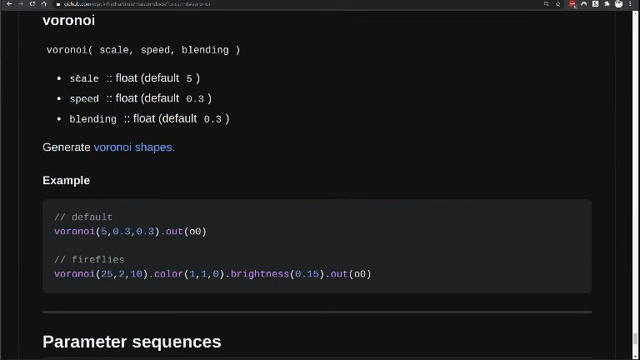 voronoi
voronoi( scale, speed, blending )
• scale :: float (default 5 )
• speed :: float (default 0.3 )
• blending :: float (default 0.3 )
Generate voronoi shapes.
Example
// default
voronoi(5,0.3,0.3).out(o0)
// fireflies
voronoi(25,2,10).color(1,1,0).brightness(0.15).out(o0)
Parameter sequences